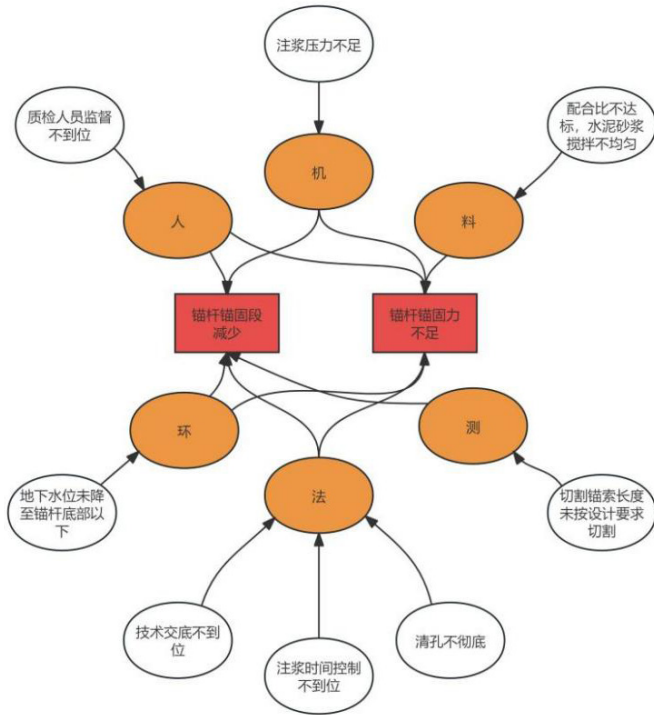 注浆压力不足
质检人员监督
不到位
配合比不达
标，水泥砂浆
搅拌不均匀
机
人
料
锚杆锚固段
减少
锚杆锚固力
不足
环
测
法
地下水位未降
至锚杆底部以
下
切割锚索长度
未按设计要求
切割
技术交底不到
位
注浆时间控制
不到位
清孔不彻底